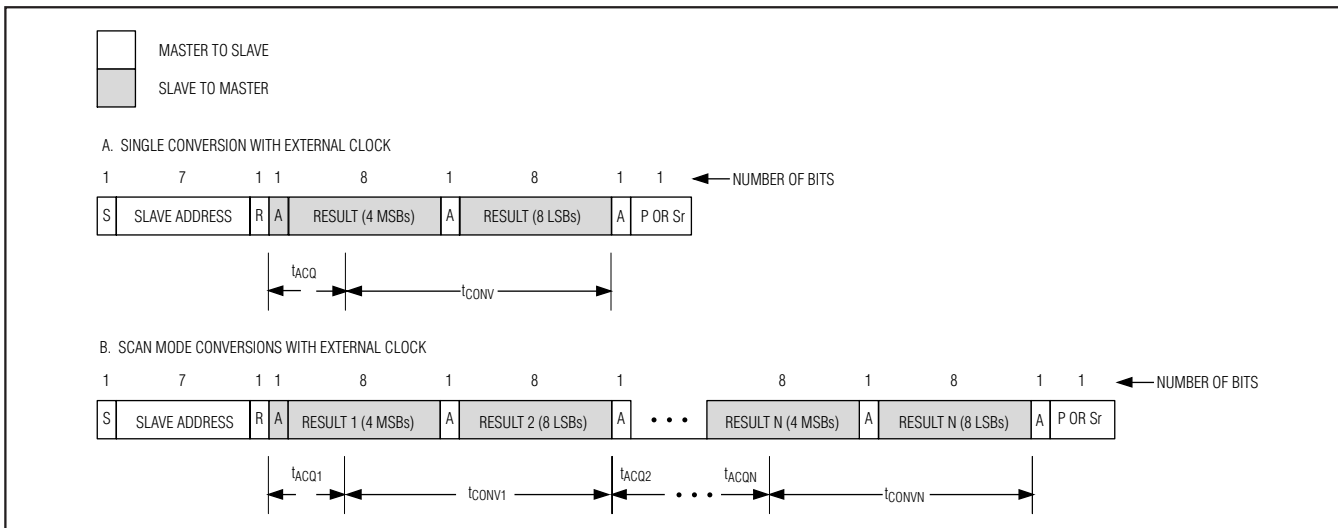 MASTER TO SLAVE
SLAVE TO MASTER
A. SINGLE CONVERSION WITH EXTERNAL CLOCK
1 7 1 1 8 1 8 1 1 NUMBER OF BITS
S SLAVE ADDRESS R A RESULT (4 MSBs) A RESULT (8 LSBs) A P OR Sr
tACQ
tCONV
B. SCAN MODE CONVERSIONS WITH EXTERNAL CLOCK
1 7 1 1 8 1 8 1 8 1 8 1 1 NUMBER OF BITS
S SLAVE ADDRESS R A RESULT 1 (4 MSBs) A RESULT 2 (8 LSBs) A • • • RESULT N (4 MSBs) A RESULT N (8 LSBs) A P OR Sr
tACQ1 tACQ2 tACQN
tCONV1 • • • tCONVN